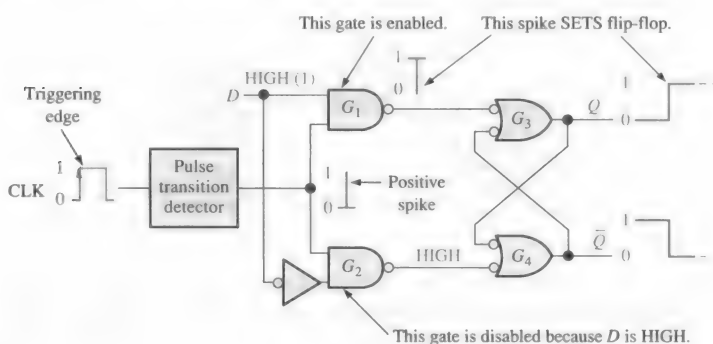 This gate is enabled.
This spike SETS flip-flop.
1
0
HIGH (1)
D
G1
Triggering
edge
1
0
CLK
Pulse
transition
detector
1
0
Positive
spike
G3
Q
1
0
G2
HIGH
G4
Q̅
1
0
This gate is disabled because D is HIGH.